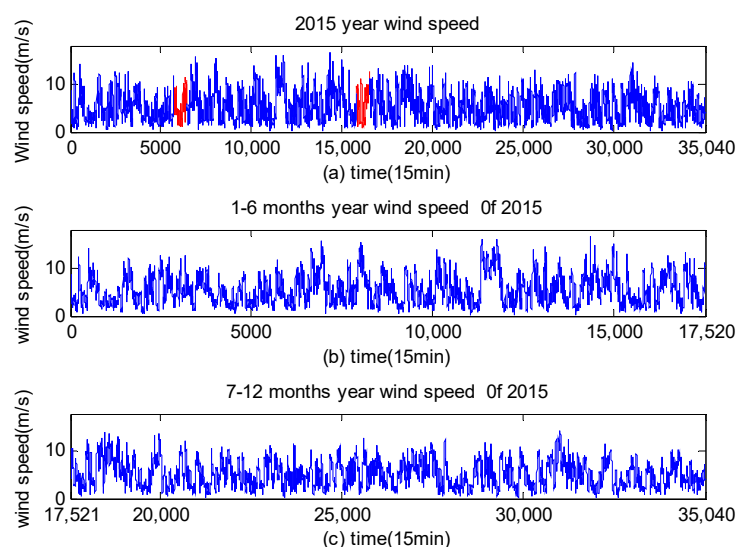 2015 year wind speed
Wind speed(m/s)
10
0
0 5000 10,000 15,000 20,000 25,000 30,000 35,040
(a) time(15min)
1-6 months year wind speed 0f 2015
wind speed(m/s)
10
0
0 5000 10,000 15,000 17,520
(b) time(15min)
7-12 months year wind speed 0f 2015
wind speed(m/s)
10
0
17,521 20,000 25,000 30,000 35,040
(c) time(15min)